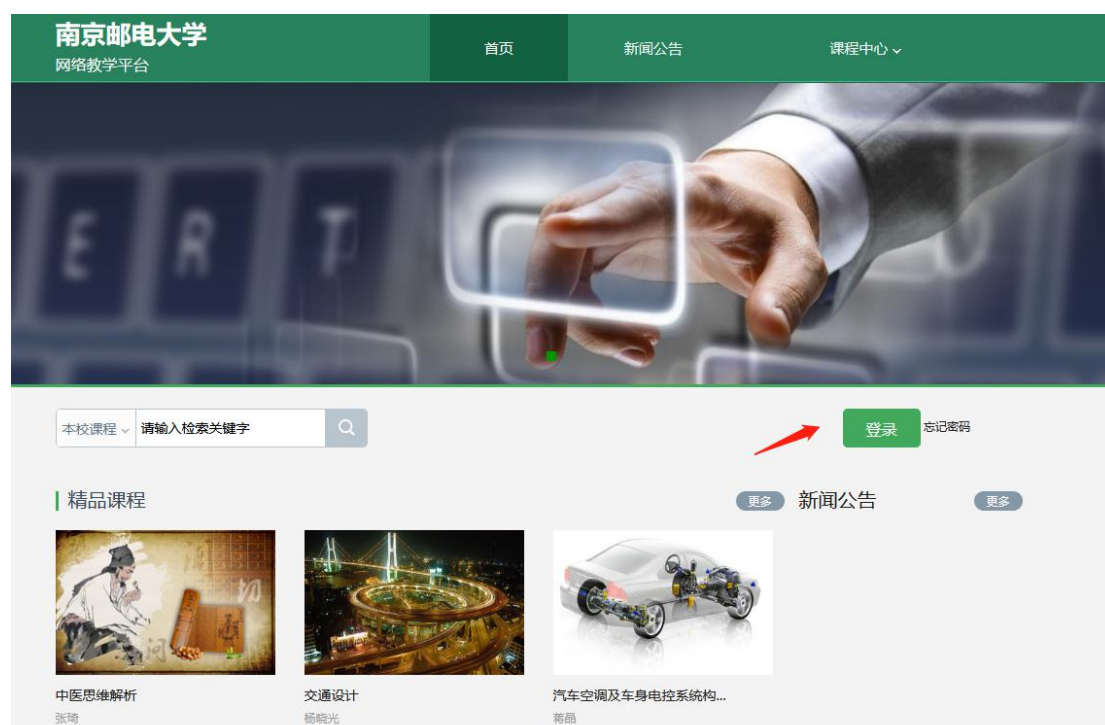 南京邮电大学
网络教学平台
首页
新闻公告
课程中心
E R T
本校课程
请输入检索关键字
登录
忘记密码
精品课程
更多
新闻公告
更多
切
问
中医思维解析
张琦
交通设计
杨晓光
汽车空调及车身电控系统构...
蒋晶